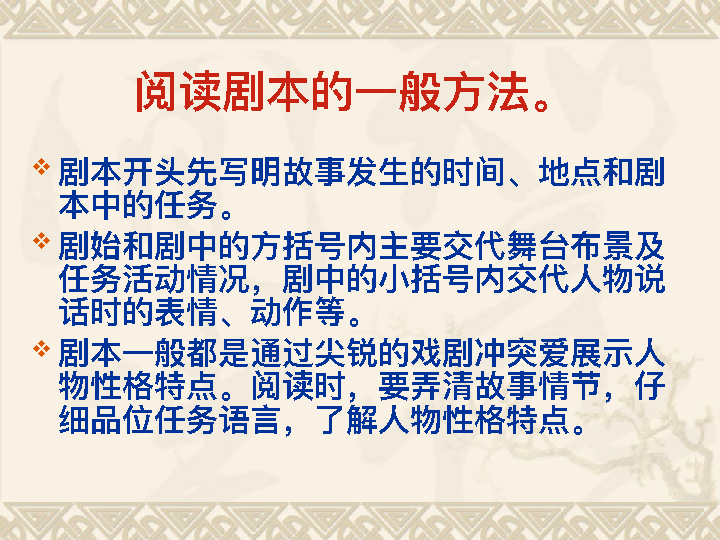 阅读剧本的一般方法。
剧本开头先写明故事发生的时间、地点和剧
本中的任务。
剧始和剧中的方括号内主要交代舞台布景及
任务活动情况，剧中的小括号内交代人物说
话时的表情、动作等。
剧本一般都是通过尖锐的戏剧冲突爱展示人
物性格特点。阅读时，要弄清故事情节，仔
细品位任务语言，了解人物性格特点。